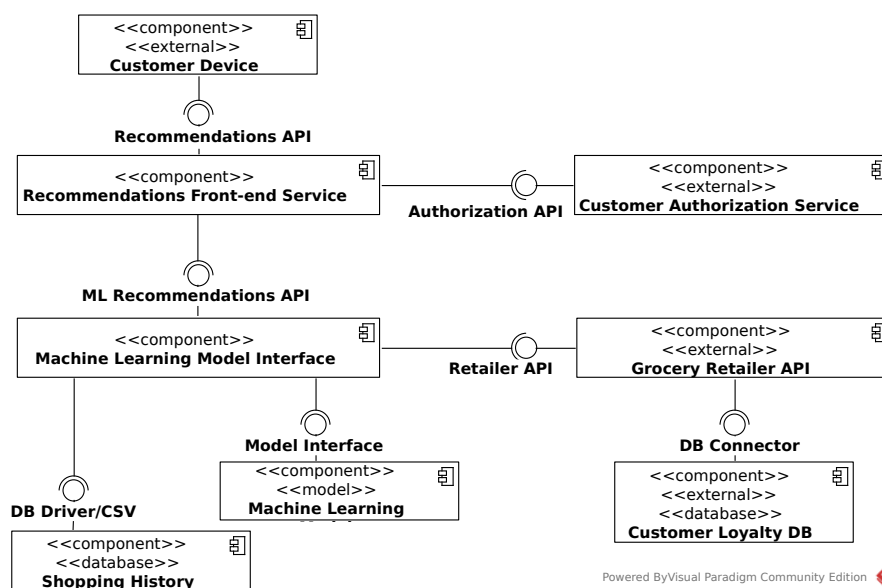 <<component>>
<<external>>
Customer Device
Recommendations API
<<component>>
Recommendations Front-end Service
Authorization API
<<component>>
<<external>>
Customer Authorization Service
ML Recommendations API
<<component>>
Machine Learning Model Interface
Retailer API
<<component>>
<<external>>
Grocery Retailer API
Model Interface
<<component>>
<<model>>
Machine Learning
DB Connector
<<component>>
<<external>>
<<database>>
Customer Loyalty DB
DB Driver/CSV
<<component>>
<<database>>
Shopping History
Powered ByVisual Paradigm Community Edition